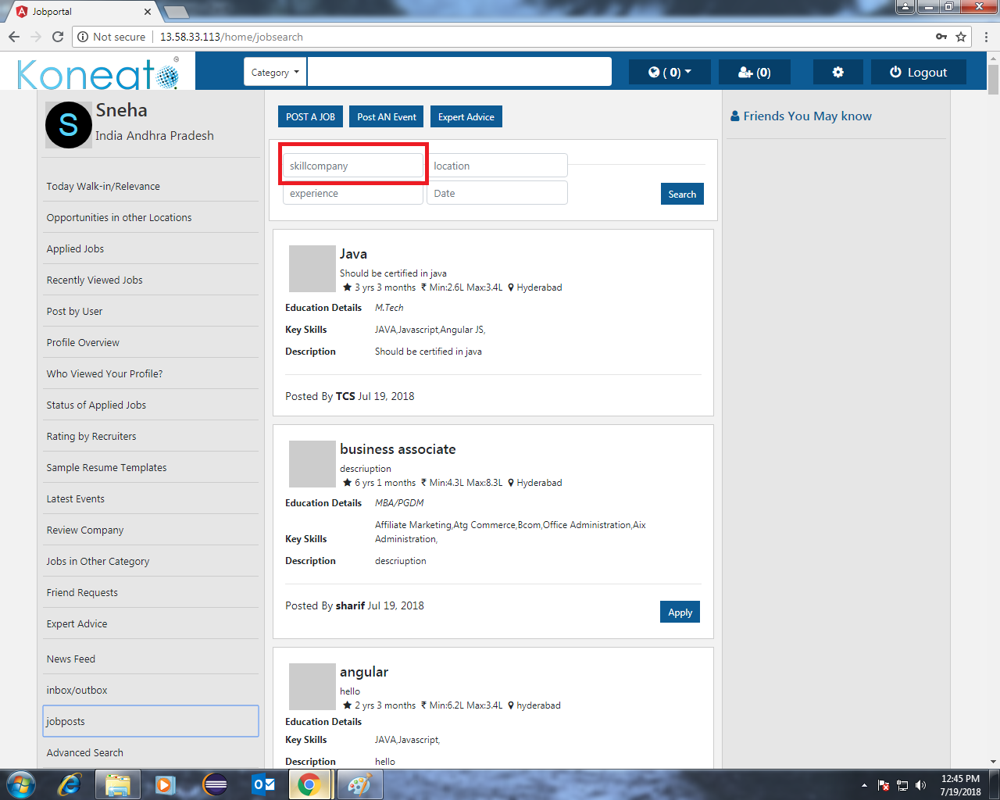 Jobportal
Not secure 13.58.33.113/home/jobsearch
Koneato
Category
( 0)
(0)
Logout
S
Sneha
India Andhra Pradesh
Today Walk-in/Relevance
Opportunities in other Locations
Applied Jobs
Recently Viewed Jobs
Post by User
Profile Overview
Who Viewed Your Profile?
Status of Applied Jobs
Rating by Recruiters
Sample Resume Templates
Latest Events
Review Company
Jobs in Other Category
Friend Requests
Expert Advice
News Feed
inbox/outbox
jobposts
Advanced Search
POST A JOB
Post AN Event
Expert Advice
skillcompany
location
experience
Date
Search
Java
Should be certified in java
3 yrs 3 months ₹ Min:2.6L Max:3.4L Hyderabad
Education Details M.Tech
Key Skills JAVA,Javascript,Angular JS,
Description Should be certified in java
Posted By TCS Jul 19, 2018
business associate
descriuption
6 yrs 1 months ₹ Min:4.3L Max:8.3L Hyderabad
Education Details MBA/PGDM
Affiliate Marketing,Atg Commerce,Bcom,Office Administration,Aix
Key Skills Administration,
Description descriuption
Posted By sharif Jul 19, 2018
Apply
angular
hello
2 yrs 3 months ₹ Min:6.2L Max:3.4L hyderabad
Education Details
Key Skills JAVA,Javascript,
Description hello
Friends You May know
12:45 PM
7/19/2018